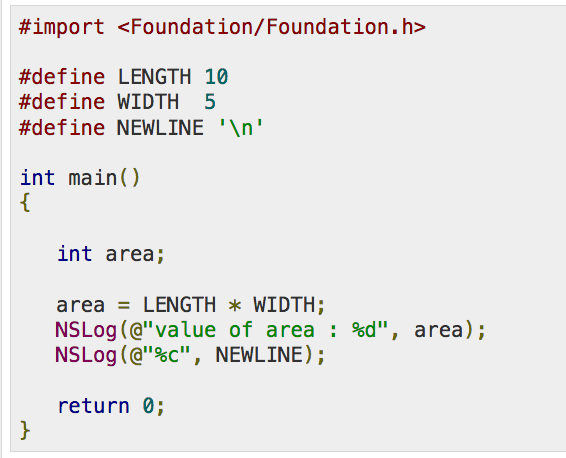 #import <Foundation/Foundation.h>

#define LENGTH 10
#define WIDTH  5
#define NEWLINE '\n'

int main()
{

   int area;

   area = LENGTH * WIDTH;
   NSLog(@"value of area : %d", area);
   NSLog(@"%c", NEWLINE);

   return 0;
}